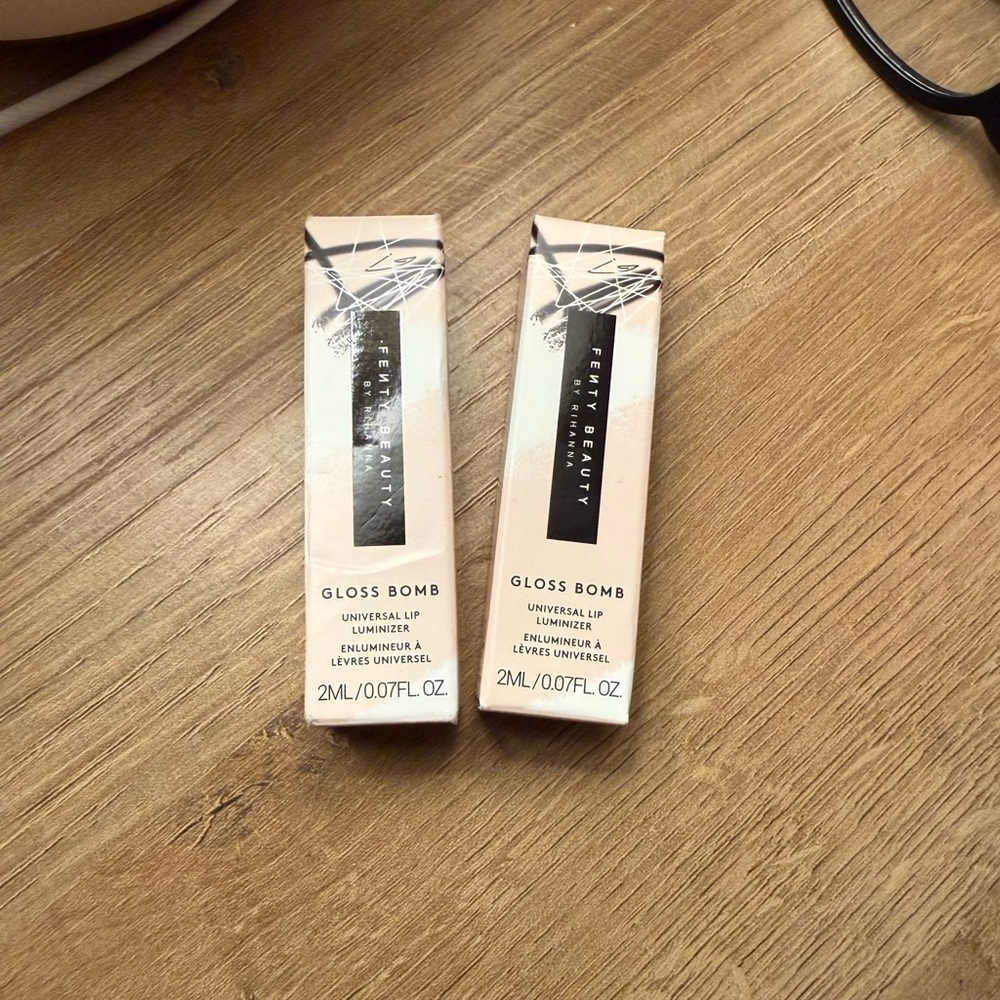 FENTY BEAUTY
BY RIHANNA
GLOSS BOMB
UNIVERSAL LIP
LUMINIZER
ENLUMINEUR À
LÈVRES UNIVERSEL
2ML/0.07FL. OZ.
FENTY BEAUTY
BY RIHANNA
GLOSS BOMB
UNIVERSAL LIP
LUMINIZER
ENLUMINEUR À
LÈVRES UNIVERSEL
2ML/0.07FL. OZ.